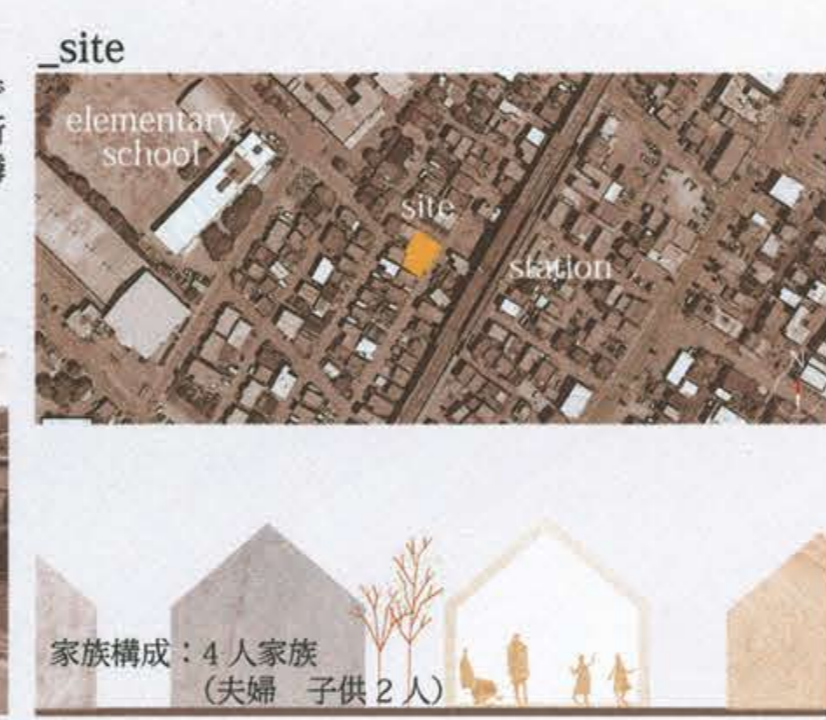 _site
elementary
school
site
station
N
家族構成：4 人家族
（夫婦　子供 2 人）